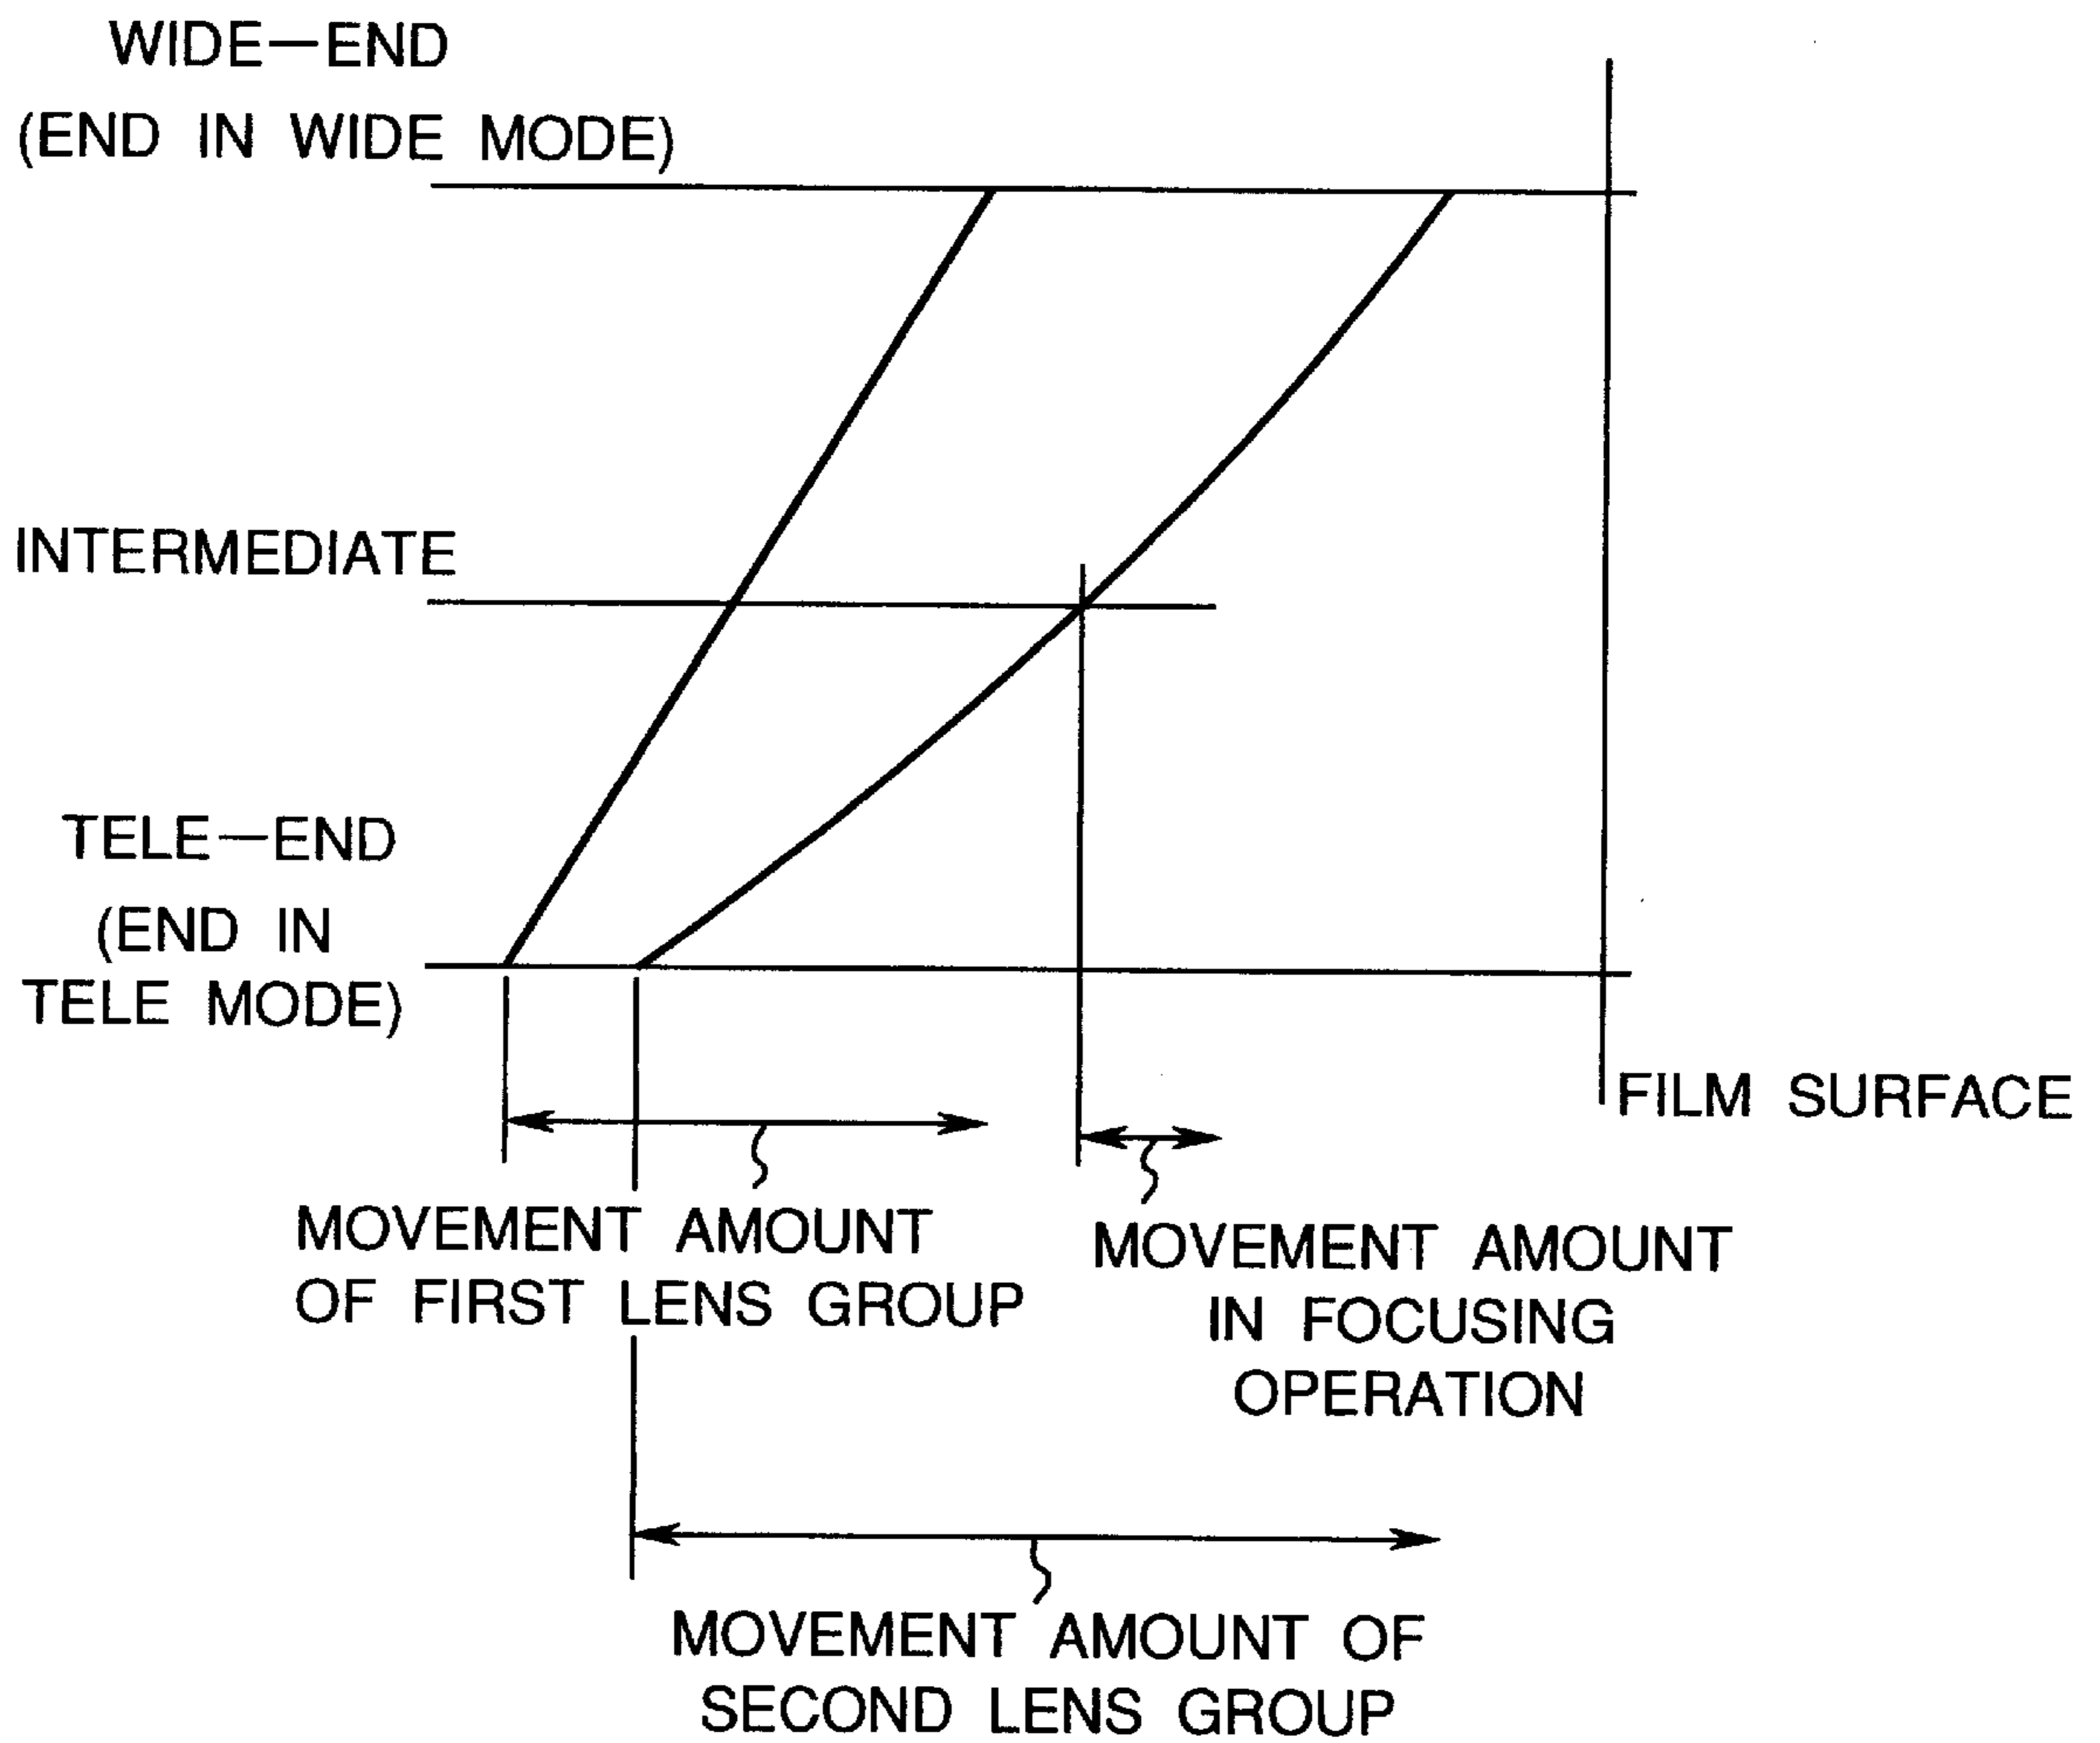 WIDE—END
(END IN WIDE MODE)
INTERMEDIATE
TELE—END
(END IN
TELE MODE)
FILM SURFACE
MOVEMENT AMOUNT
OF FIRST LENS GROUP
MOVEMENT AMOUNT
IN FOCUSING
OPERATION
MOVEMENT AMOUNT OF
SECOND LENS GROUP